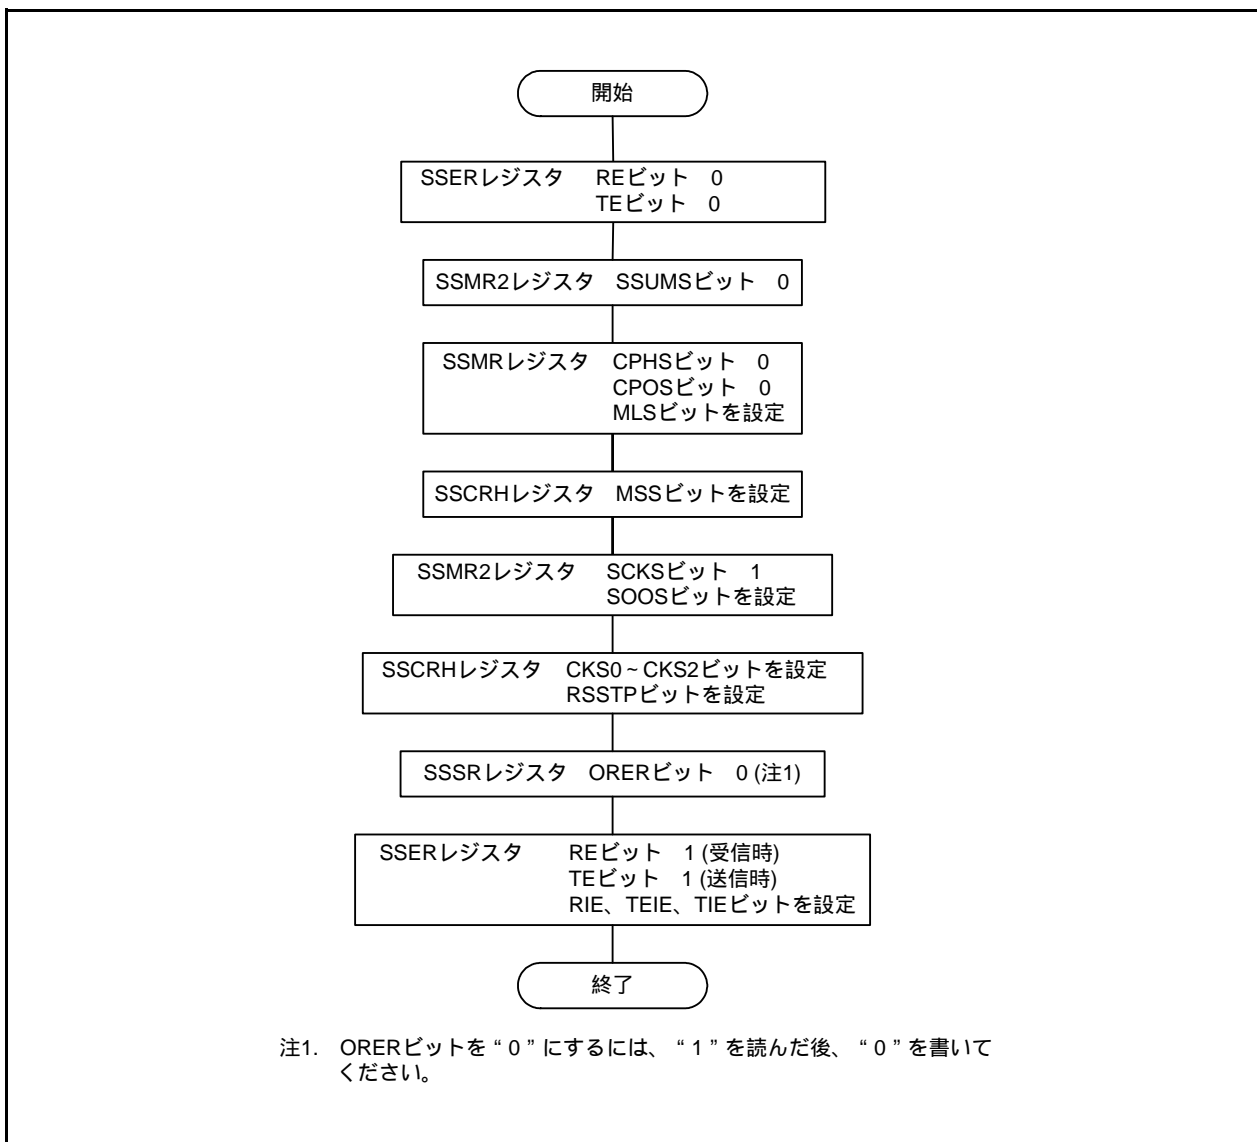 開始
SSERレジスタ REビット 0
TEビット 0
SSMR2レジスタ SSUMSビット 0
SSMRレジスタ CPHSビット 0
CPOSビット 0
MLSビットを設定
SSCRHレジスタ MSSビットを設定
SSMR2レジスタ SCKSビット 1
SOOSビットを設定
SSCRHレジスタ CKS0~CKS2ビットを設定
RSSTPビットを設定
SSSRレジスタ ORERビット 0 (注1)
SSERレジスタ REビット 1 (受信時)
TEビット 1 (送信時)
RIE、TEIE、TIEビットを設定
終了
注1. ORERビットを“0”にするには、“1”を読んだ後、“0”を書いて
ください。